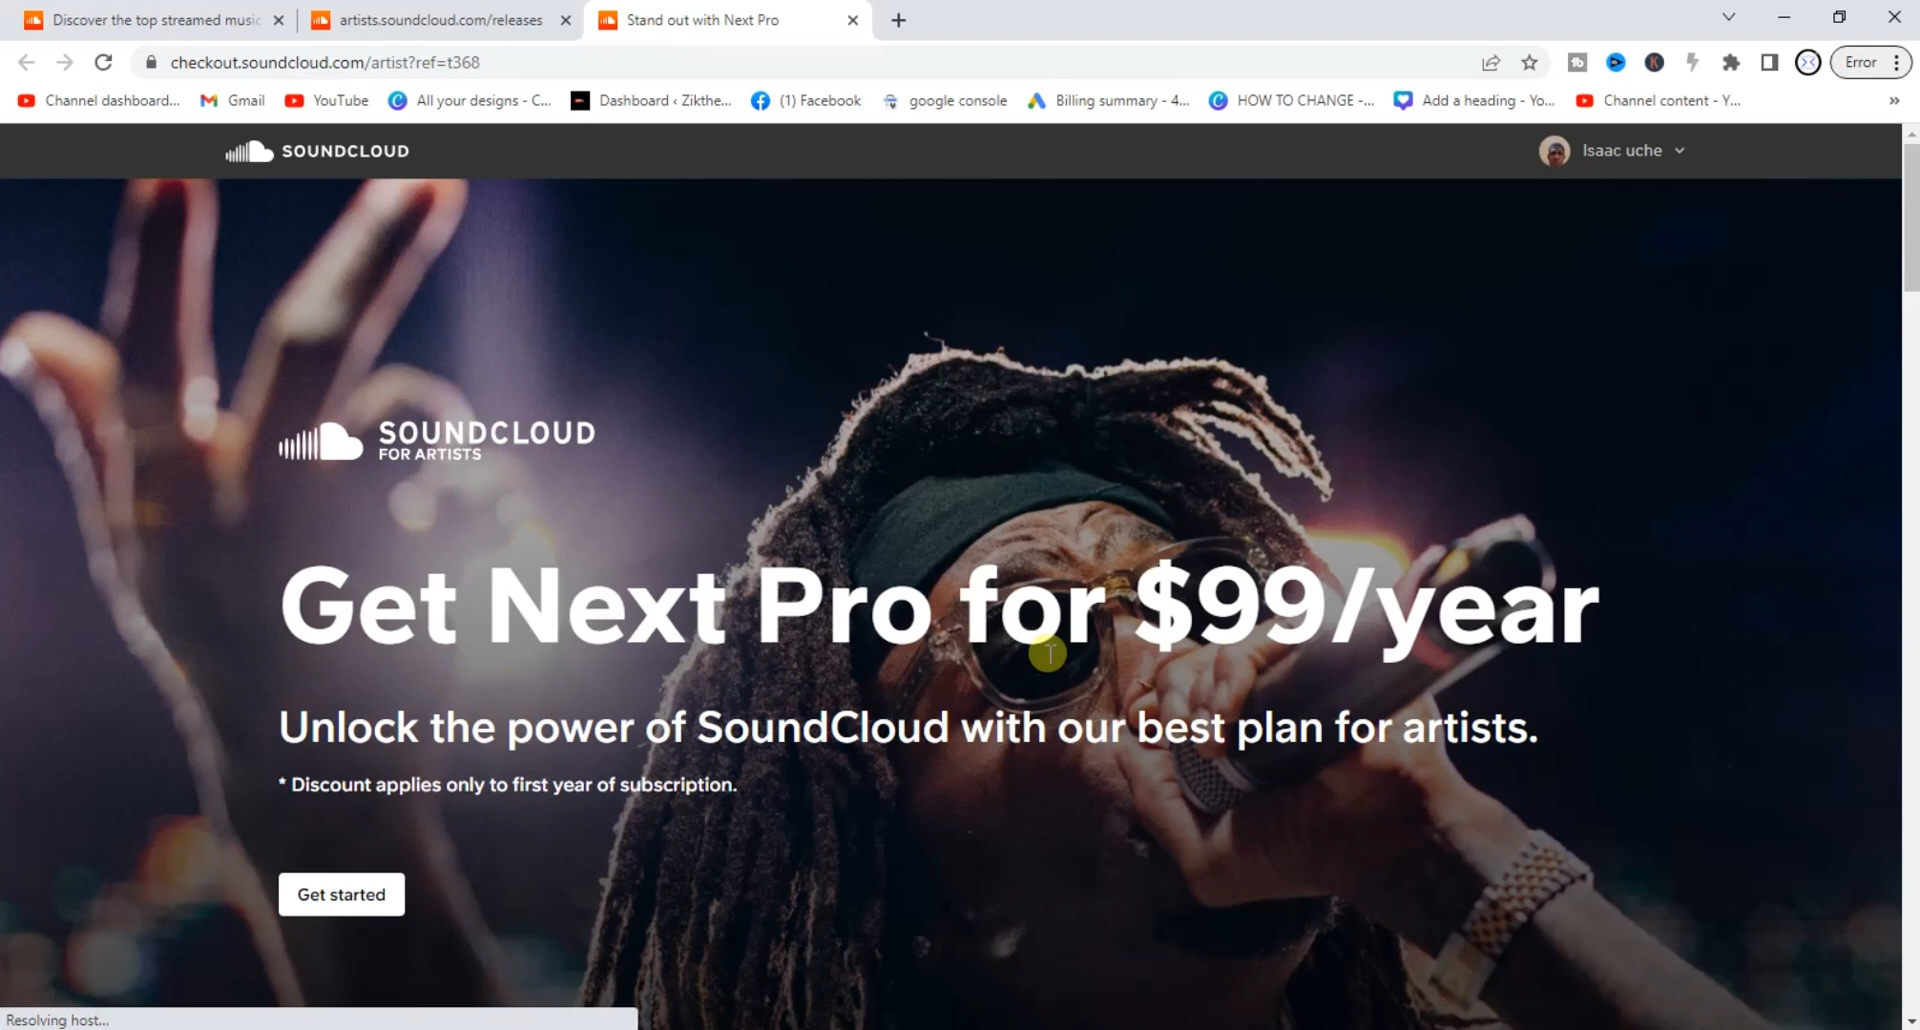 Discover the top streamed music
artists.soundcloud.com/releases
Stand out with Next Pro
checkout.soundcloud.com/artist?ref=t368
Error
Channel dashboard...
Gmail
YouTube
All your designs - C...
Dashboard ‹ Zikthe...
(1) Facebook
google console
Billing summary - 4...
HOW TO CHANGE -...
Add a heading - Yo...
Channel content - Y...
»
SOUNDCLOUD
Isaac uche
SOUNDCLOUD
FOR ARTISTS
Get Next Pro for $99/year
Unlock the power of SoundCloud with our best plan for artists.
* Discount applies only to first year of subscription.
Get started
Resolving host...